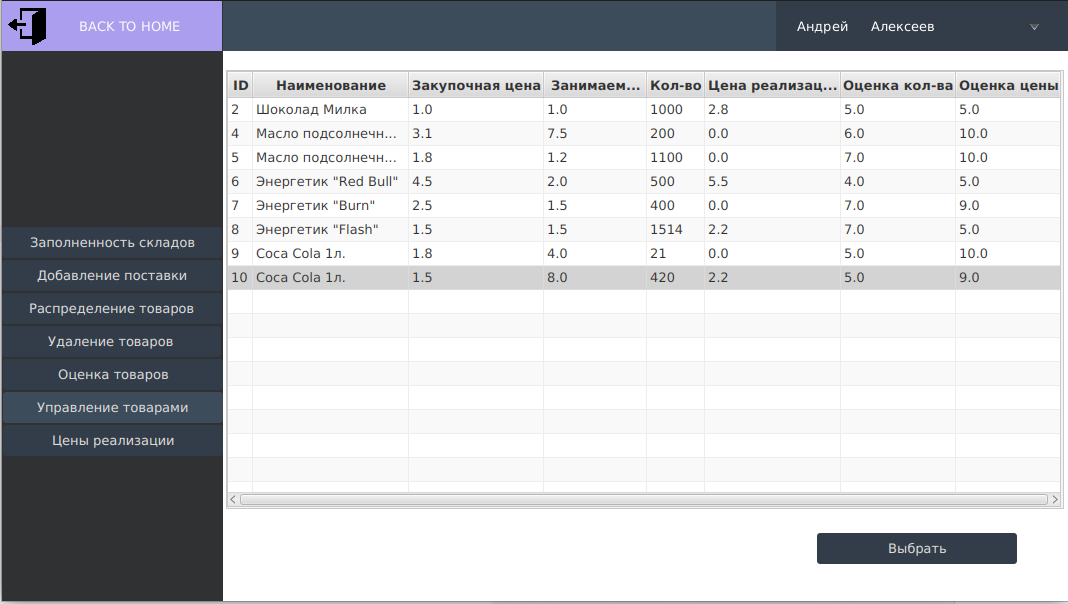 BACK TO HOME
Андрей Алексеев
ID Наименование Закупочная цена Занимаем... Кол-во Цена реализац... Оценка кол-ва Оценка цены
2 Шоколад Милка 1.0 1.0 1000 2.8 5.0 5.0
4 Масло подсолнечн... 3.1 7.5 200 0.0 6.0 10.0
5 Масло подсолнечн... 1.8 1.2 1100 0.0 7.0 10.0
6 Энергетик "Red Bull" 4.5 2.0 500 5.5 4.0 5.0
7 Энергетик "Burn" 2.5 1.5 400 0.0 7.0 9.0
8 Энергетик "Flash" 1.5 1.5 1514 2.2 7.0 5.0
9 Coca Cola 1л. 1.8 4.0 21 0.0 5.0 10.0
10 Coca Cola 1л. 1.5 8.0 420 2.2 5.0 9.0
Заполненность складов
Добавление поставки
Распределение товаров
Удаление товаров
Оценка товаров
Управление товарами
Цены реализации
Выбрать